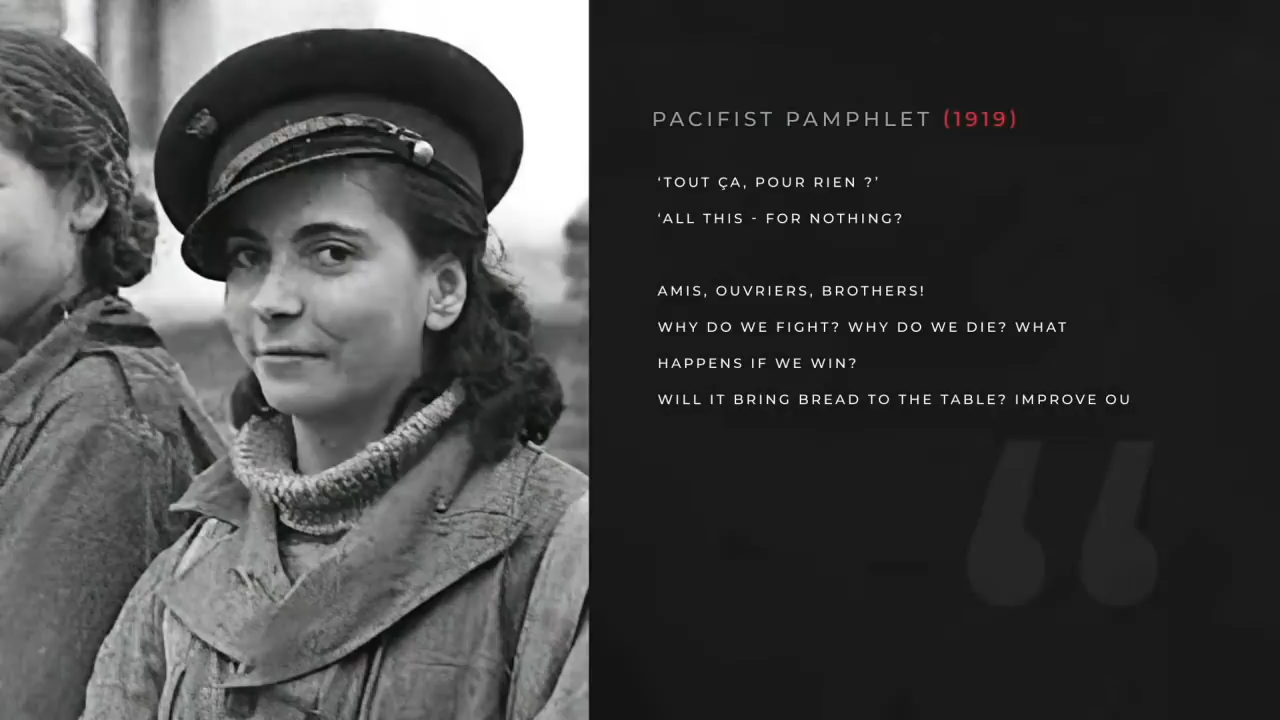 PACIFIST PAMPHLET (1919)
‘TOUT ÇA, POUR RIEN ?’
‘ALL THIS - FOR NOTHING?
AMIS, OUVRIERS, BROTHERS!
WHY DO WE FIGHT? WHY DO WE DIE? WHAT
HAPPENS IF WE WIN?
WILL IT BRING BREAD TO THE TABLE? IMPROVE OU